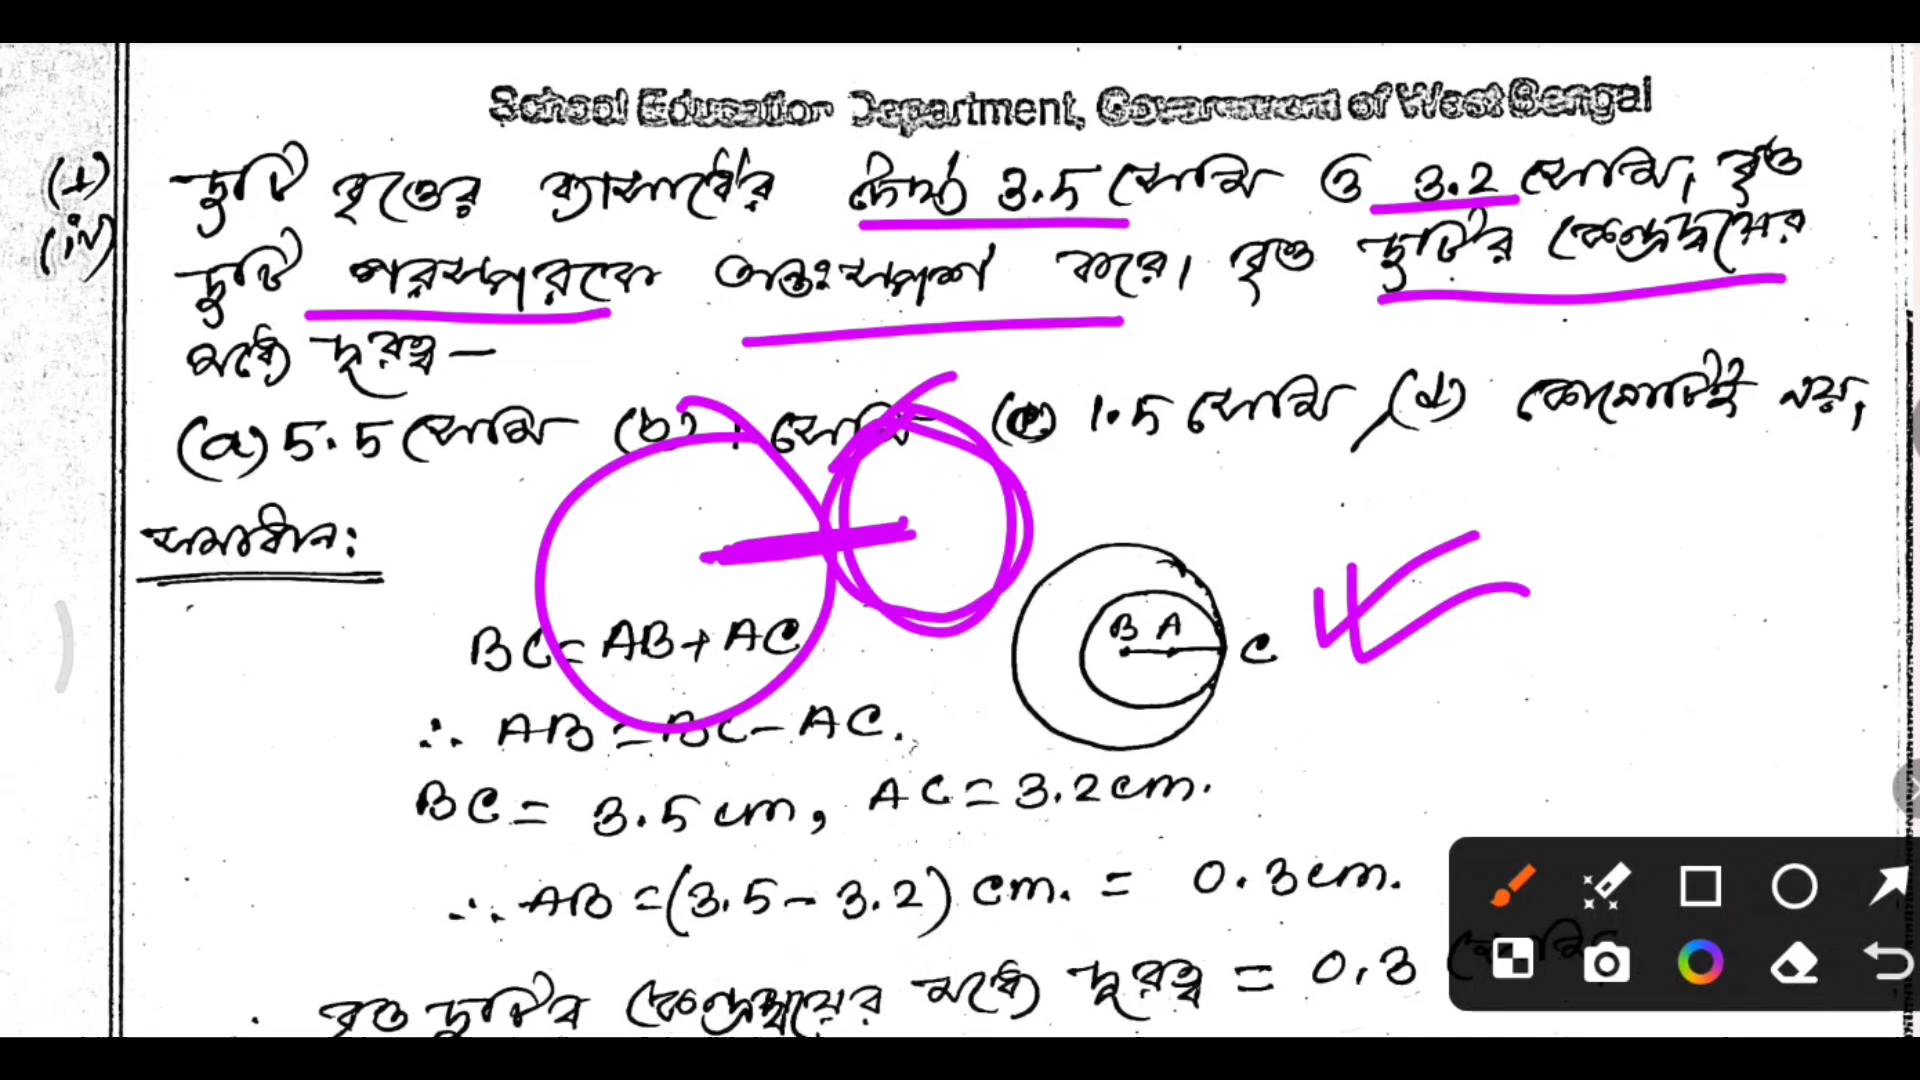 School Education Department, Government of West Bengal
(1) দুটি বৃত্তের ব্যাসার্ধের দৈর্ঘ্য 3.5 সেমি ও 3.2 সেমি, বৃত্ত
(iv) দুটি পরস্পরকে অন্তঃস্পর্শ করে। বৃত্ত দুটির কেন্দ্রদ্বয়ের
মধ্যে দূরত্ব—
(a) 5.5 সেমি (b) 1 সেমি (c) 1.5 সেমি, (d) কোনোটিই নয়,
সমাধান:
BC = AB + AC
B A C
∴ AB = BC - AC.
BC = 3.5 cm, AC = 3.2 cm.
∴ AB = (3.5 - 3.2) cm. = 0.3 cm.
বৃত্ত দুটির কেন্দ্রদ্বয়ের মধ্যে দূরত্ব = 0.3